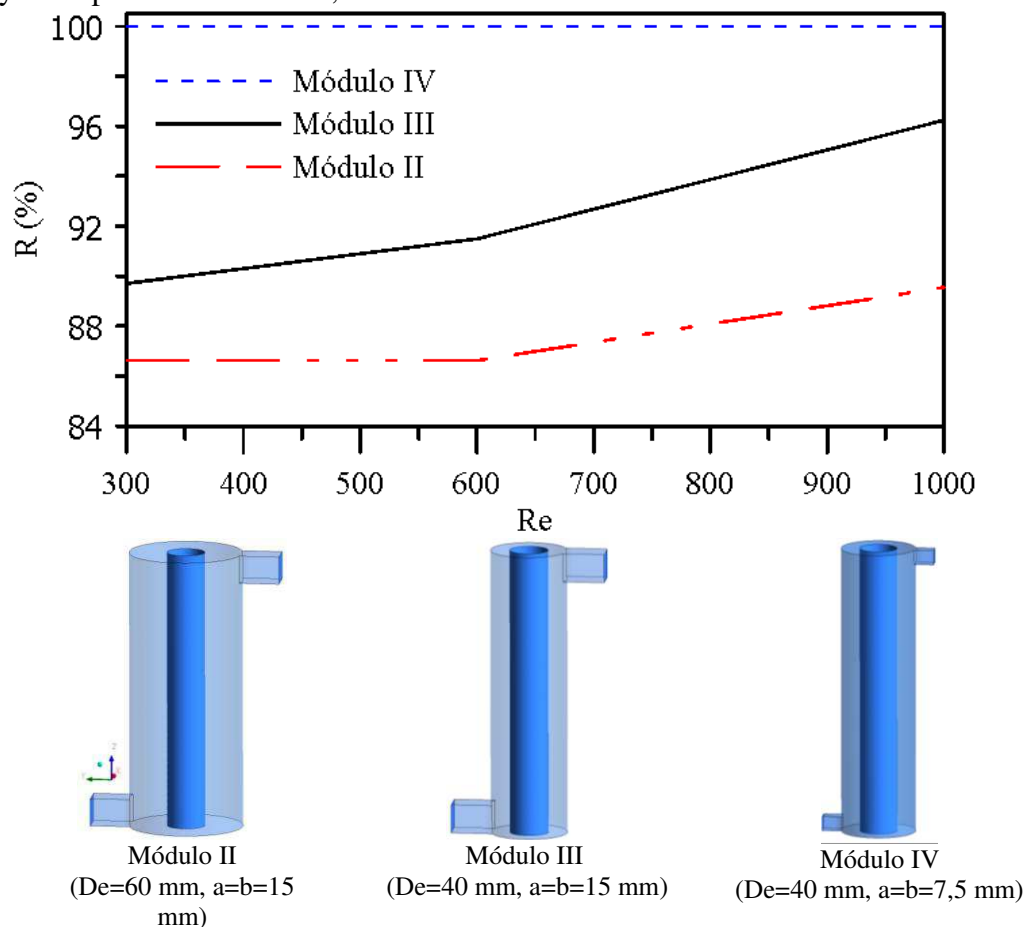 100
96
92
88
84
R (%)
Módulo IV
Módulo III
Módulo II
300 400 500 600 700 800 900 1000
Re
Módulo II
(De=60 mm, a=b=15
mm)
Módulo III
(De=40 mm, a=b=15 mm)
Módulo IV
(De=40 mm, a=b=7,5 mm)